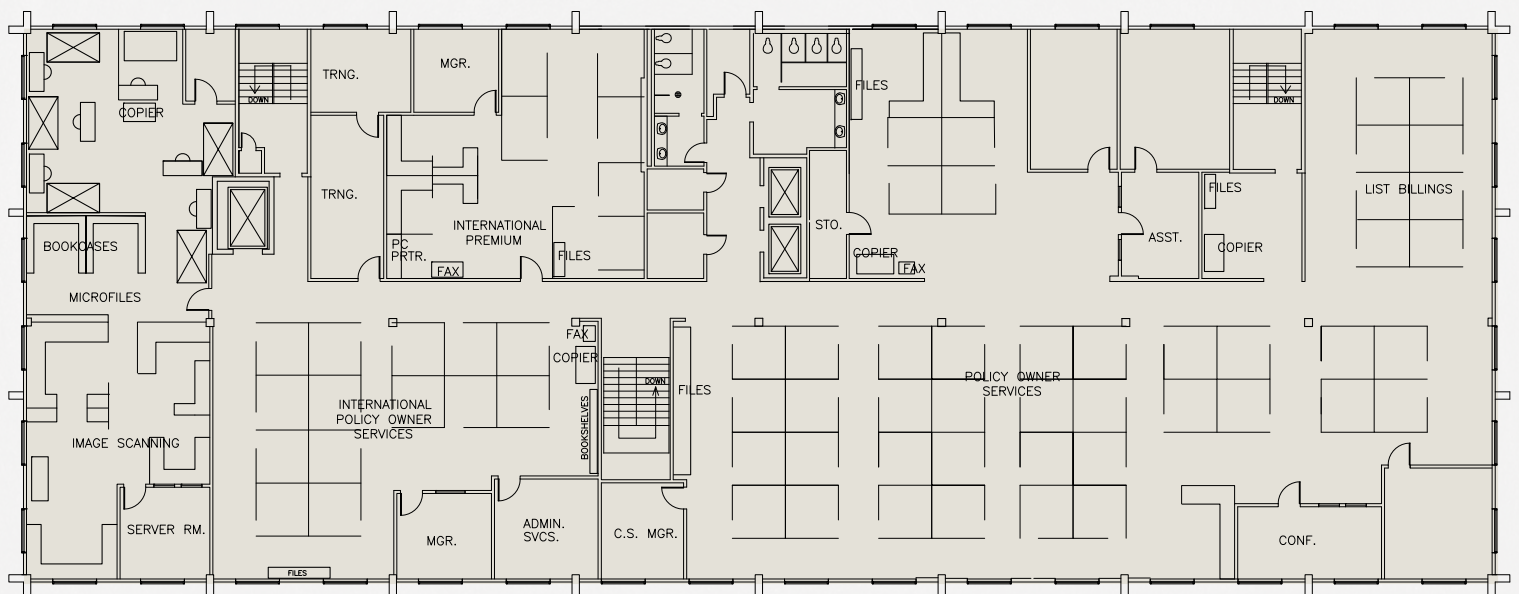 TRNG.
MGR.
COPIER
DOWN
FILES
DOWN
TRNG.
FILES
LIST BILLINGS
INTERNATIONAL
PREMIUM
STO.
ASST.
COPIER
BOOKCASES
PC
PRTR.
FAX
FILES
COPIER
FAX
MICROFILES
FAX
COPIER
DOWN
FILES
POLICY OWNER
SERVICES
INTERNATIONAL
POLICY OWNER
SERVICES
BOOKSHELVES
IMAGE SCANNING
SERVER RM.
MGR.
ADMIN.
SVCS.
C.S. MGR.
CONF.
FILES